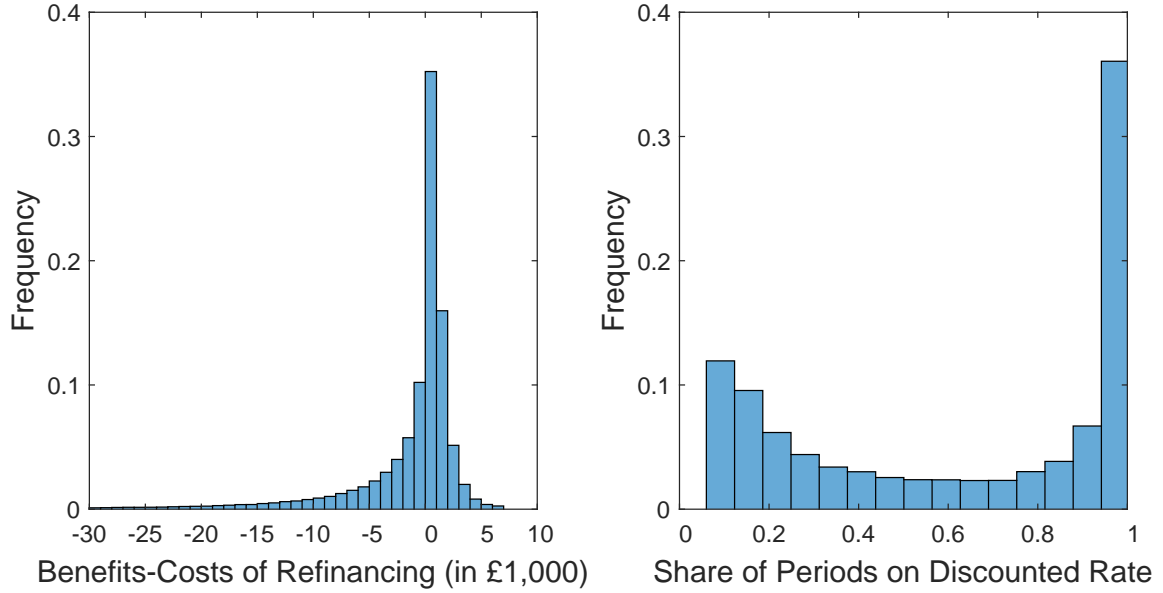 0.4
0.3
0.2
0.1
0
Frequency
-30 -25 -20 -15 -10 -5 0 5 10
Benefits-Costs of Refinancing (in £1,000)
0.4
0.3
0.2
0.1
0
Frequency
0 0.2 0.4 0.6 0.8 1
Share of Periods on Discounted Rate